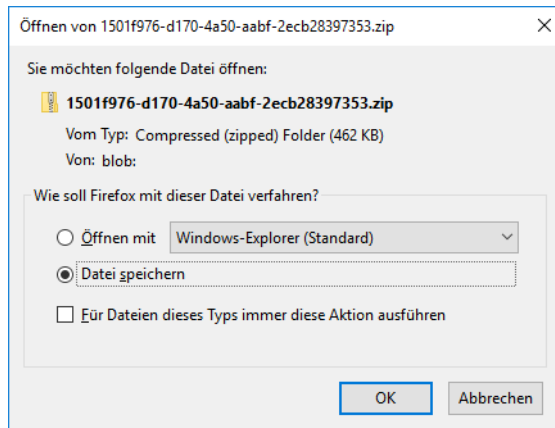 Öffnen von 1501f976-d170-4a50-aabf-2ecb28397353.zip
Sie möchten folgende Datei öffnen:
1501f976-d170-4a50-aabf-2ecb28397353.zip
Vom Typ: Compressed (zipped) Folder (462 KB)
Von: blob:
Wie soll Firefox mit dieser Datei verfahren?
Öffnen mit Windows-Explorer (Standard)
Datei speichern
Für Dateien dieses Typs immer diese Aktion ausführen
OK Abbrechen